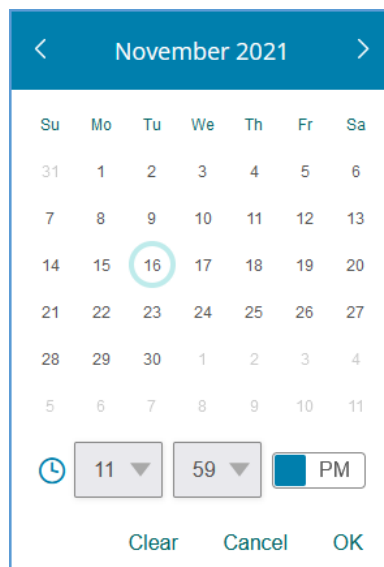 November 2021
Su Mo Tu We Th Fr Sa
31 1 2 3 4 5 6
7 8 9 10 11 12 13
14 15 16 17 18 19 20
21 22 23 24 25 26 27
28 29 30 1 2 3 4
5 6 7 8 9 10 11
11 59 PM
Clear Cancel OK